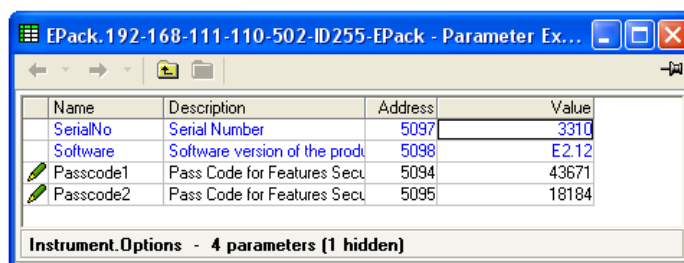 EPack.192-168-111-110-502-ID255-EPack - Parameter Ex...
Name Description Address Value
SerialNo Serial Number 5097 3310
Software Software version of the produ 5098 E2.12
Passcode1 Pass Code for Features Secu 5094 43671
Passcode2 Pass Code for Features Secu 5095 18184
Instrument.Options - 4 parameters (1 hidden)